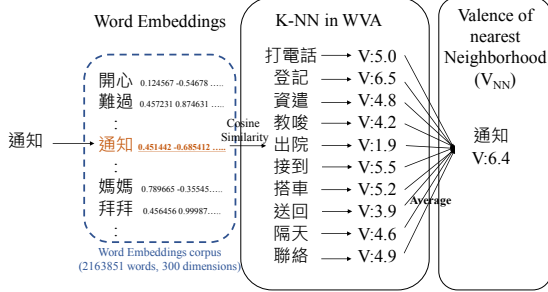 Word Embeddings
K-NN in WVA
Valence of
nearest
Neighborhood
(V_NN)
通知
開心 0.124567 -0.54678 .....
難過 0.457231 0.874631 .....
:
通知 0.451442 -0.685412 .....
:
媽媽 0.789665 -0.35545.....
拜拜 0.456456 0.99987.....
:
Word Embeddings corpus
(2163851 words, 300 dimensions)
Cosine
Similarity
打電話 V:5.0
登記 V:6.5
資遣 V:4.8
教唆 V:4.2
出院 V:1.9
接到 V:5.5
搭車 V:5.2
送回 V:3.9
隔天 V:4.6
聯絡 V:4.9
Average
通知
V:6.4